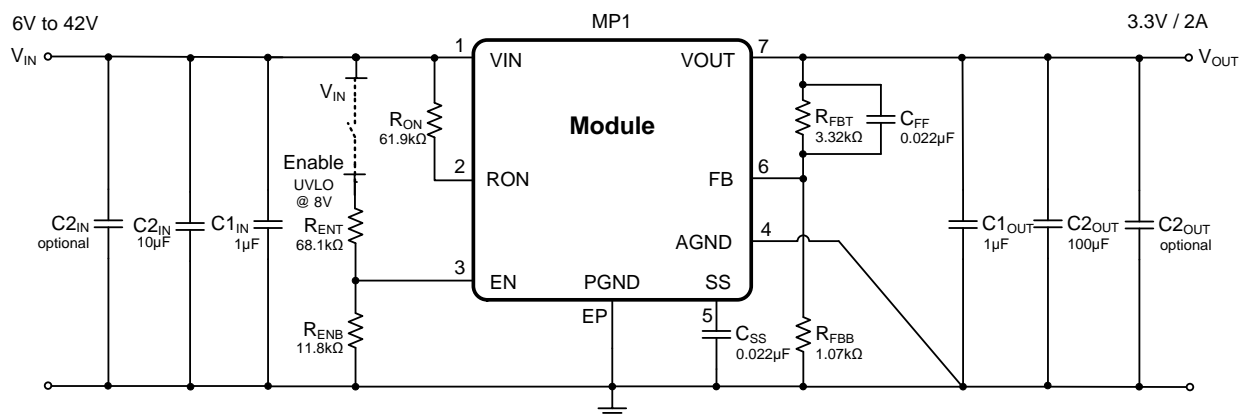 6V to 42V
MP1
3.3V / 2A
VIN
1
VIN
VOUT
7
VOUT
VIN
RON
61.9kΩ
Module
RFBT
3.32kΩ
CFF
0.022µF
Enable
UVLO
@ 8V
2
RON
FB
6
C2IN
optional
C2IN
10µF
C1IN
1µF
RENT
68.1kΩ
AGND
4
C1OUT
1µF
C2OUT
100µF
C2OUT
optional
3
EN
PGND
SS
EP
5
RENB
11.8kΩ
CSS
0.022µF
RFBB
1.07kΩ